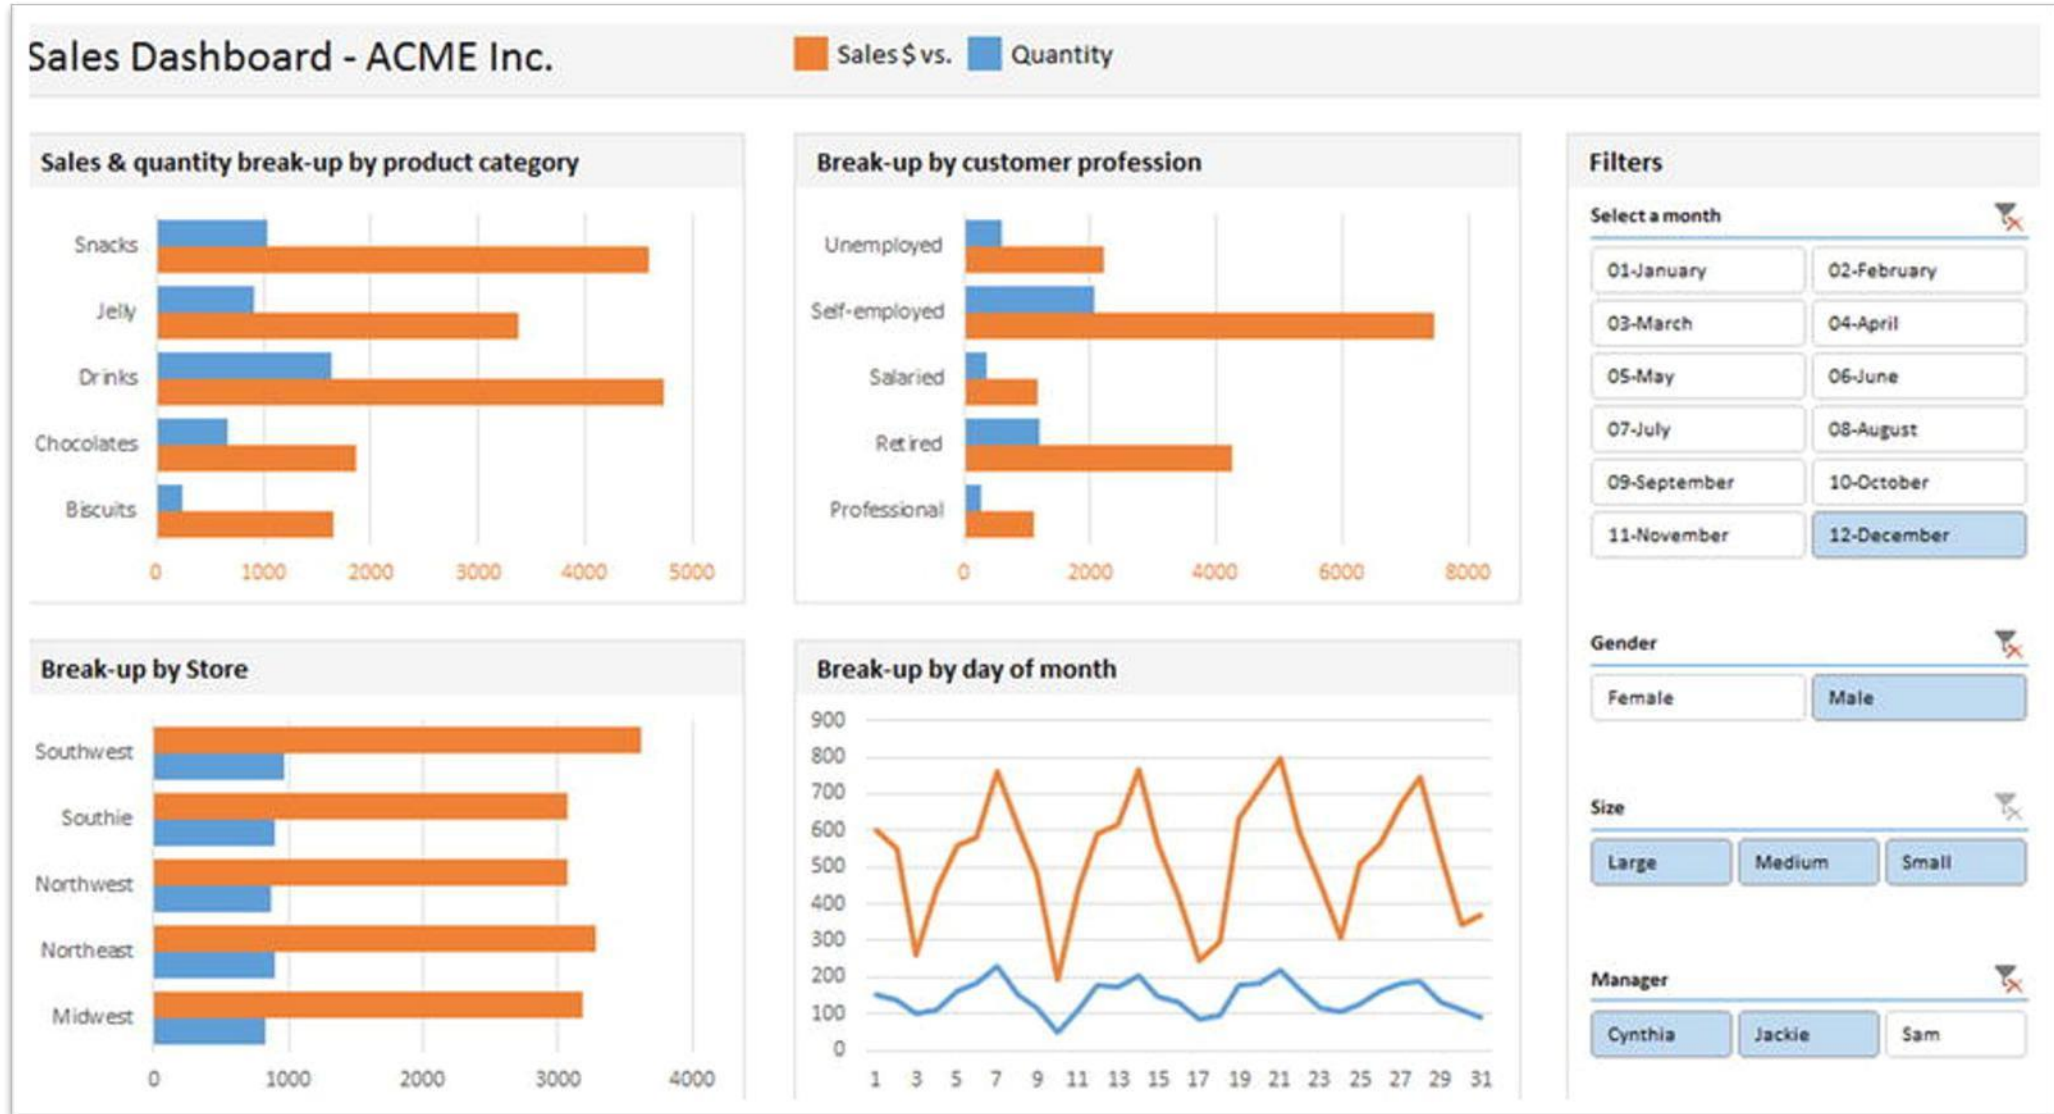 Sales Dashboard - ACME Inc.
Sales $ vs. Quantity
Sales & quantity break-up by product category
Snacks
Jelly
Drinks
Chocolates
Biscuits
0 1000 2000 3000 4000 5000
Break-up by customer profession
Unemployed
Self-employed
Salaried
Retired
Professional
0 2000 4000 6000 8000
Break-up by Store
Southwest
Southie
Northwest
Northeast
Midwest
0 1000 2000 3000 4000
Break-up by day of month
900
800
700
600
500
400
300
200
100
0
1 3 5 7 9 11 13 15 17 19 21 23 25 27 29 31
Filters
Select a month
01-January 02-February
03-March 04-April
05-May 06-June
07-July 08-August
09-September 10-October
11-November 12-December
Gender
Female Male
Size
Large Medium Small
Manager
Cynthia Jackie Sam